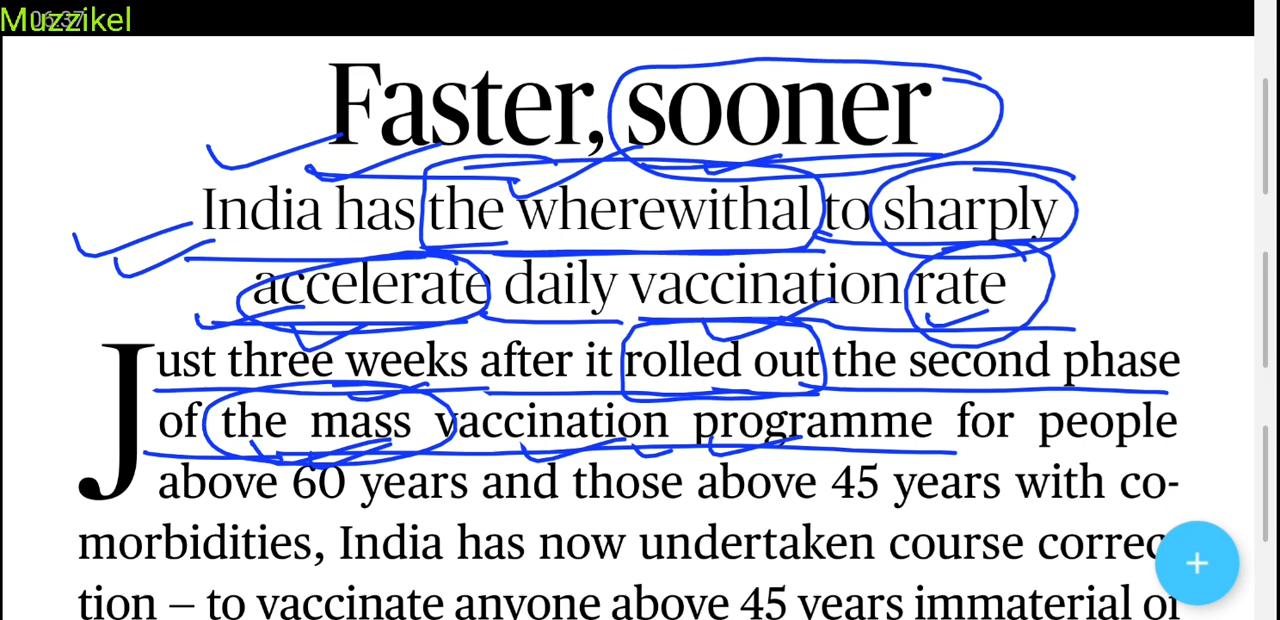 Muzzikel
06:37
Faster, sooner
India has the wherewithal to sharply
accelerate daily vaccination rate
Just three weeks after it rolled out the second phase
of the mass vaccination programme for people
above 60 years and those above 45 years with co-
morbidities, India has now undertaken course correc
tion – to vaccinate anyone above 45 years immaterial of
+